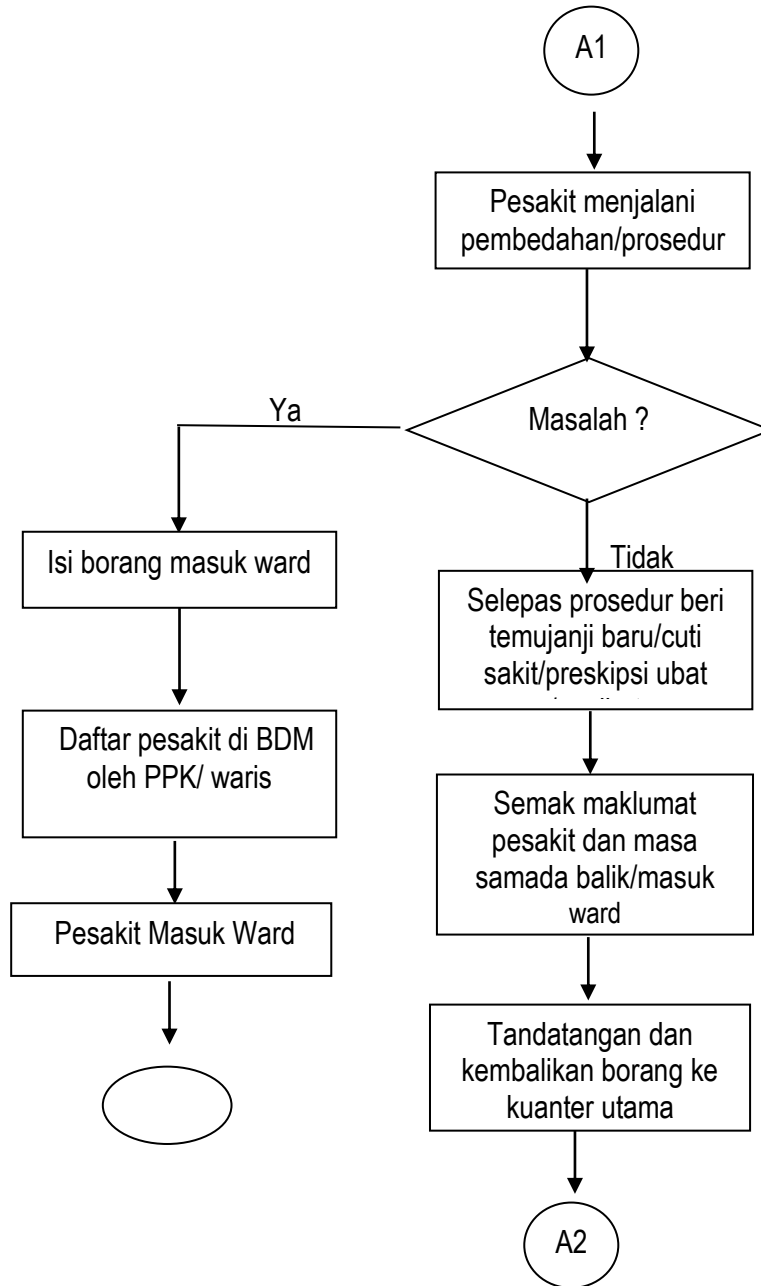 A1
Pesakit menjalani
pembedahan/prosedur
Masalah ?
Ya
Tidak
Isi borang masuk ward
Daftar pesakit di BDM
oleh PPK/ waris
Pesakit Masuk Ward
Selepas prosedur beri
temujanji baru/cuti
sakit/preskipsi ubat
Semak maklumat
pesakit dan masa
samada balik/masuk
ward
Tandatangan dan
kembalikan borang ke
kuanter utama
A2